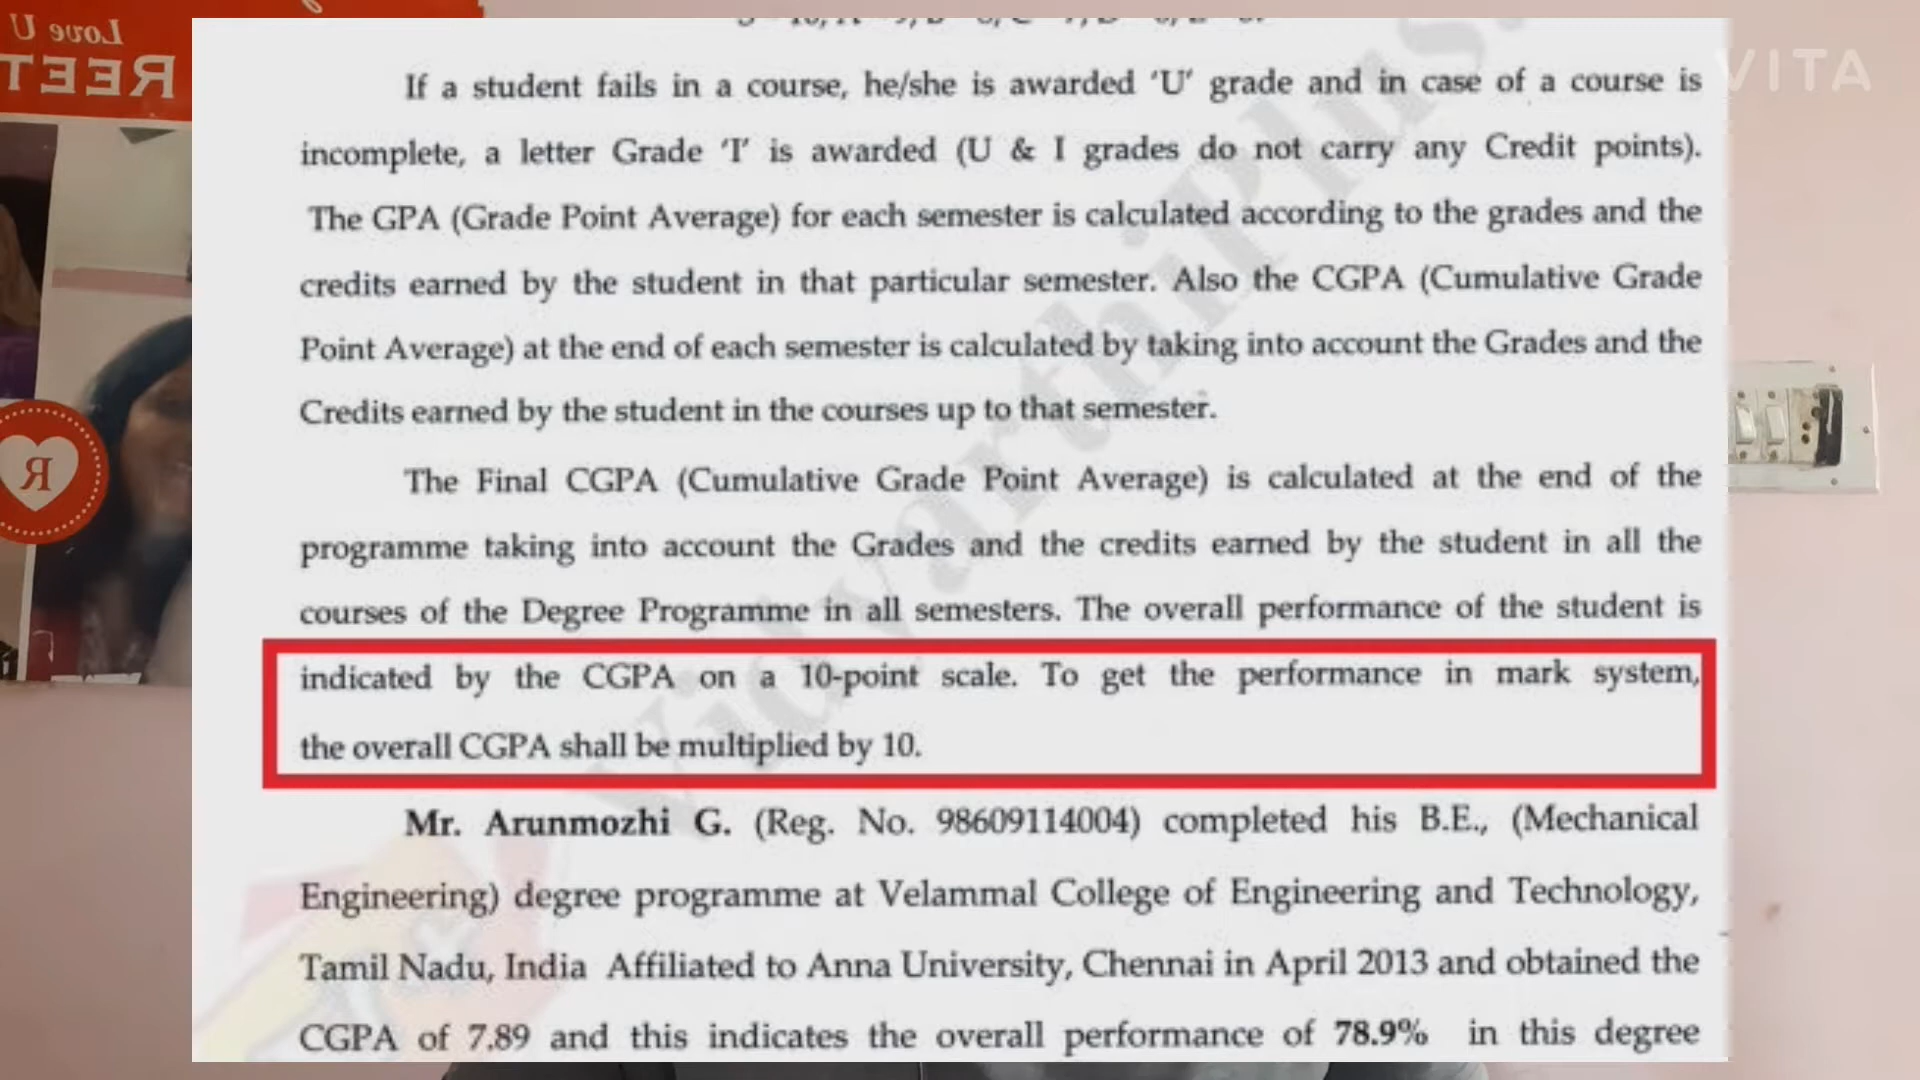 Love U
REET
VITA
R
If a student fails in a course, he/she is awarded 'U' grade and in case of a course is
incomplete, a letter Grade 'I' is awarded (U & I grades do not carry any Credit points).
The GPA (Grade Point Average) for each semester is calculated according to the grades and the
credits earned by the student in that particular semester. Also the CGPA (Cumulative Grade
Point Average) at the end of each semester is calculated by taking into account the Grades and the
Credits earned by the student in the courses up to that semester.
The Final CGPA (Cumulative Grade Point Average) is calculated at the end of the
programme taking into account the Grades and the credits earned by the student in all the
courses of the Degree Programme in all semesters. The overall performance of the student is
indicated by the CGPA on a 10-point scale. To get the performance in mark system,
the overall CGPA shall be multiplied by 10.
Mr. Arunmozhi G. (Reg. No. 98609114004) completed his B.E., (Mechanical
Engineering) degree programme at Velammal College of Engineering and Technology,
Tamil Nadu, India Affiliated to Anna University, Chennai in April 2013 and obtained the
CGPA of 7.89 and this indicates the overall performance of 78.9% in this degree
VidyarthiPlus.